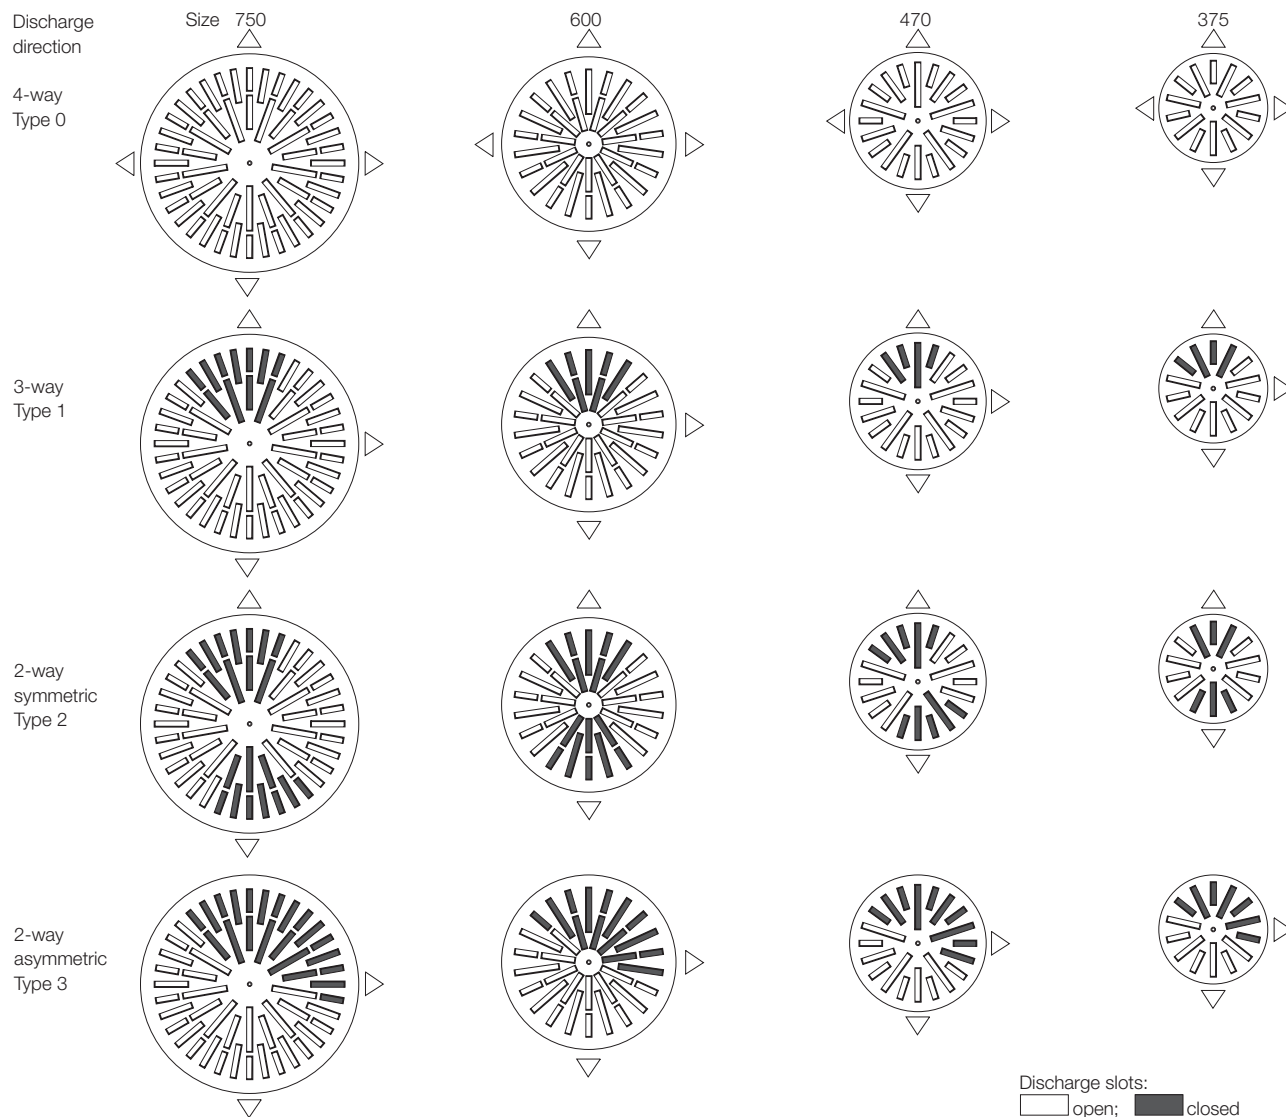 Discharge
direction
Size 750
600
470
375
4-way
Type 0
3-way
Type 1
2-way
symmetric
Type 2
2-way
asymmetric
Type 3
Discharge slots:
open; closed